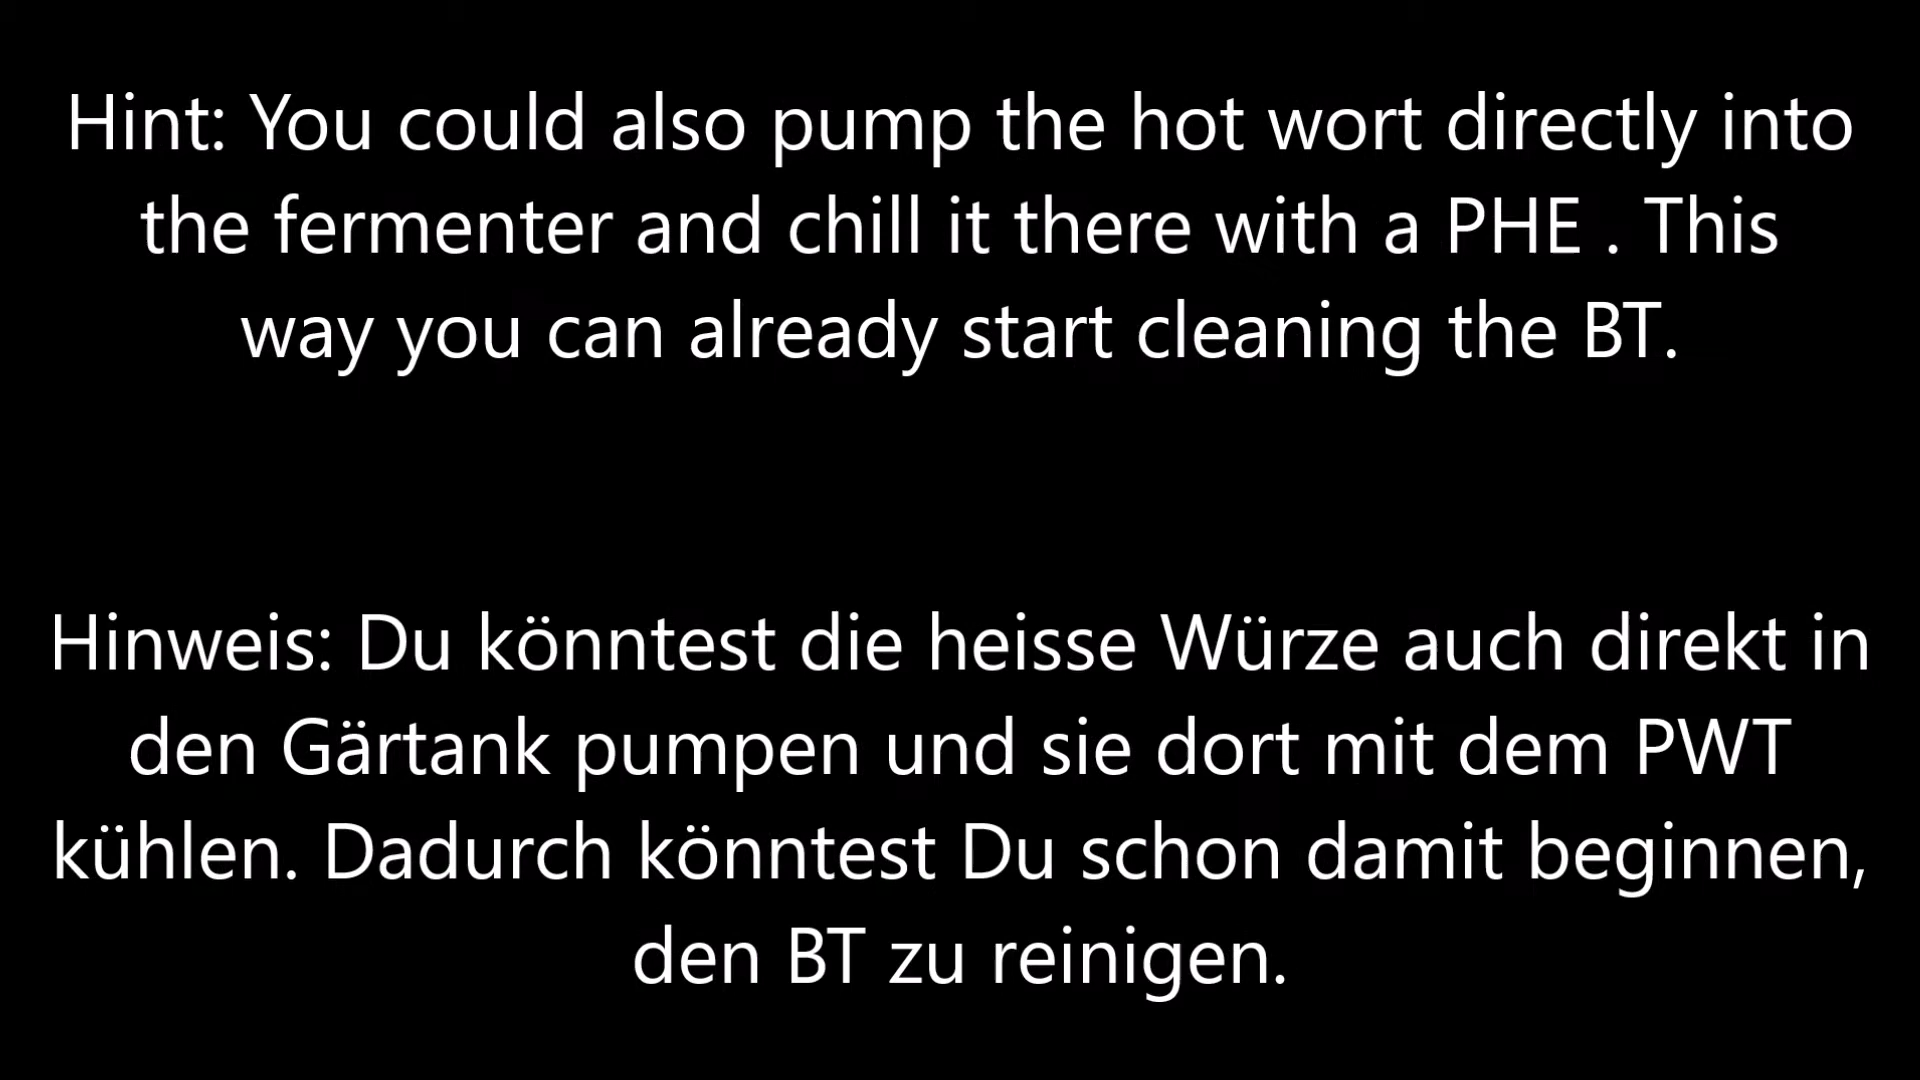 Hint: You could also pump the hot wort directly into
the fermenter and chill it there with a PHE . This
way you can already start cleaning the BT.
Hinweis: Du könntest die heisse Würze auch direkt in
den Gärtank pumpen und sie dort mit dem PWT
kühlen. Dadurch könntest Du schon damit beginnen,
den BT zu reinigen.